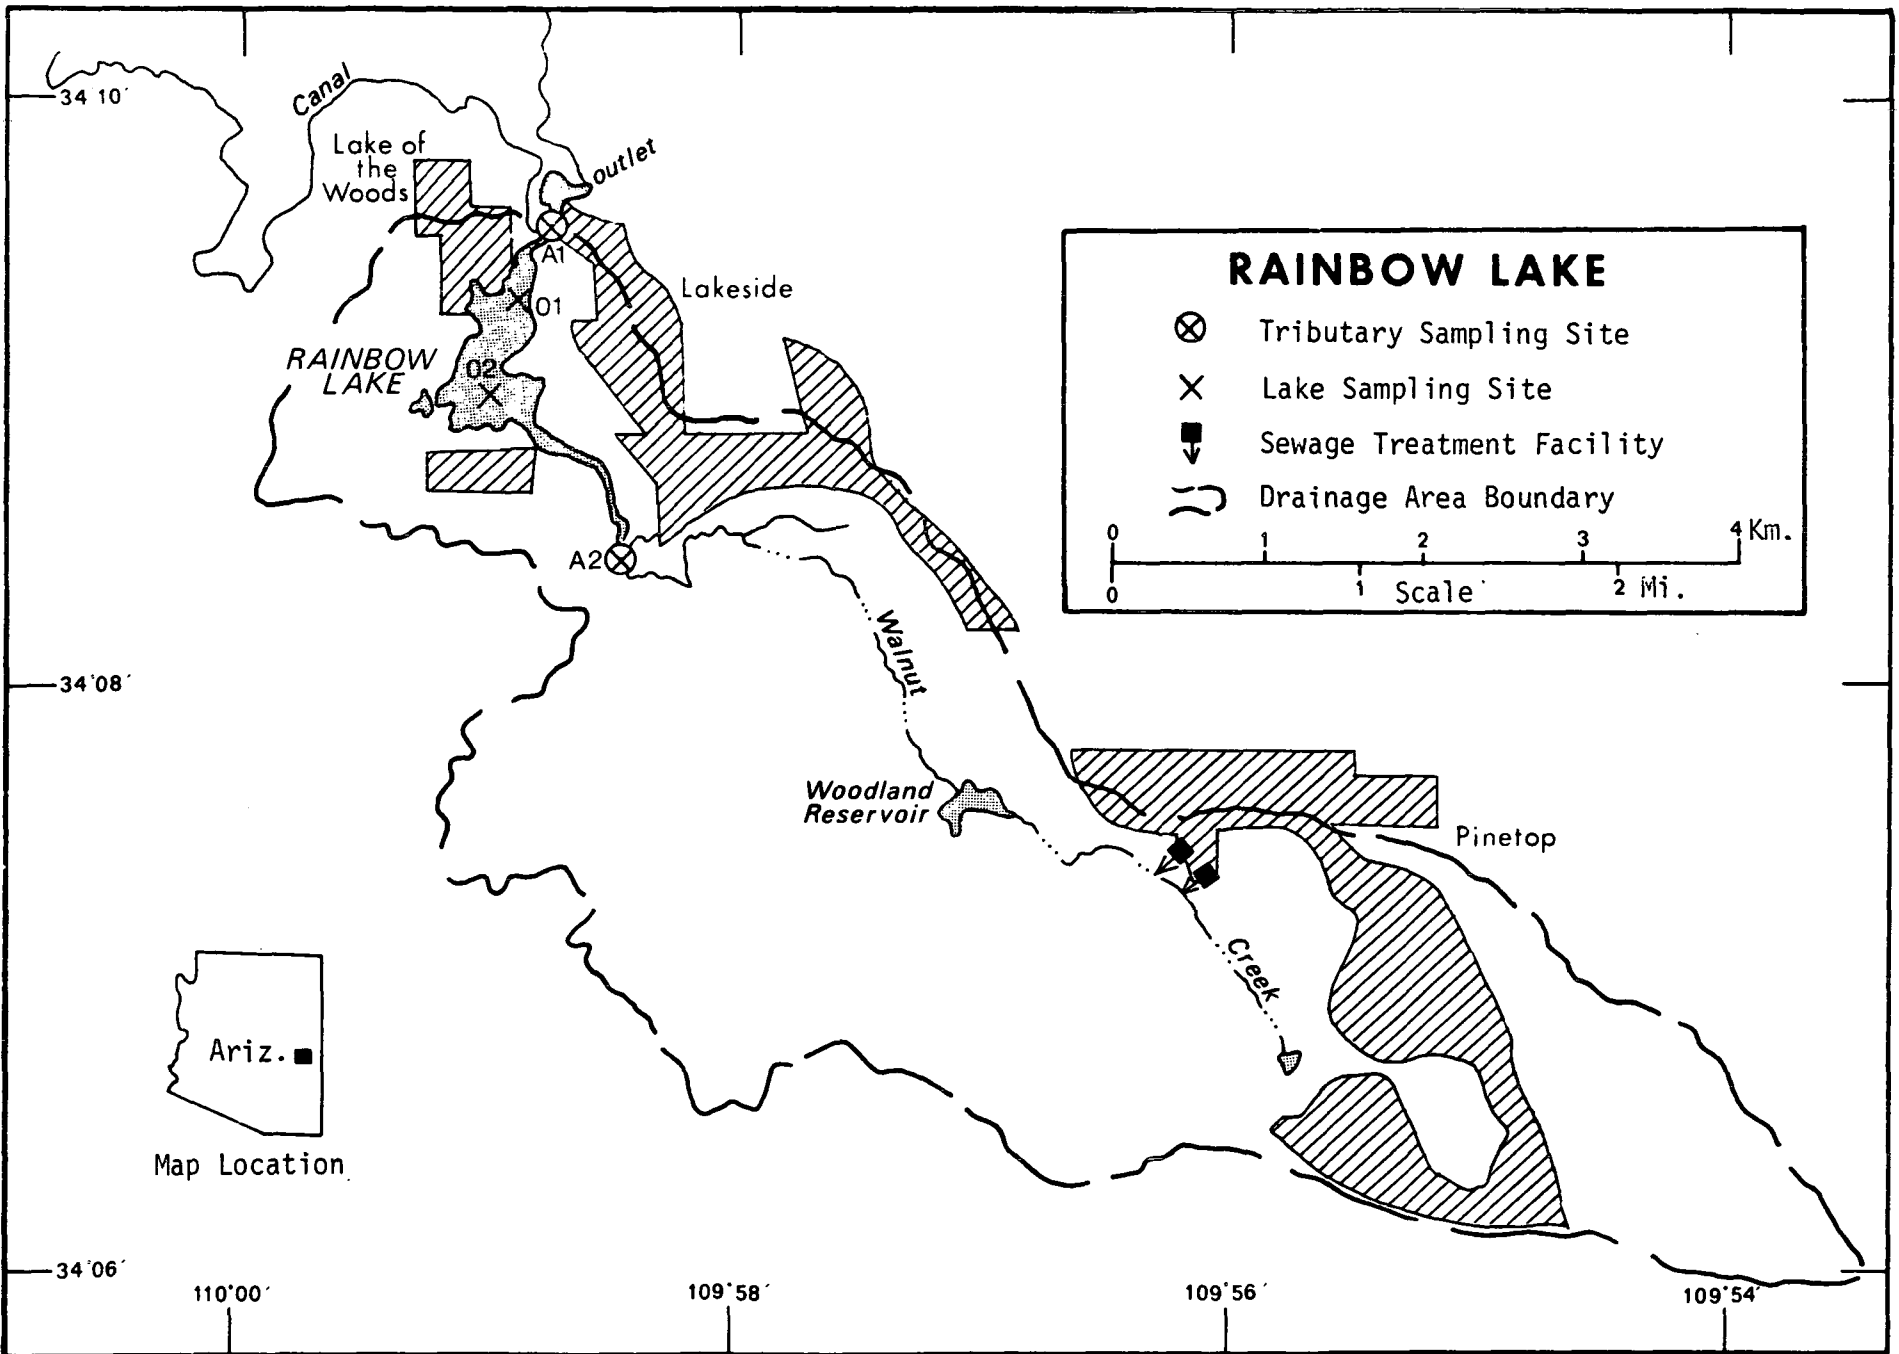 34°10'
Canal
Lake of
the
Woods
outlet
A1
01
Lakeside
RAINBOW
LAKE
02
A2
RAINBOW LAKE
Tributary Sampling Site
Lake Sampling Site
Sewage Treatment Facility
Drainage Area Boundary
0 1 2 3 4 Km.
0 1 Scale 2 Mi.
34°08'
Walnut
Woodland
Reservoir
Pinetop
Creek
Ariz.
Map Location
34°06'
110°00' 109°58' 109°56' 109°54'